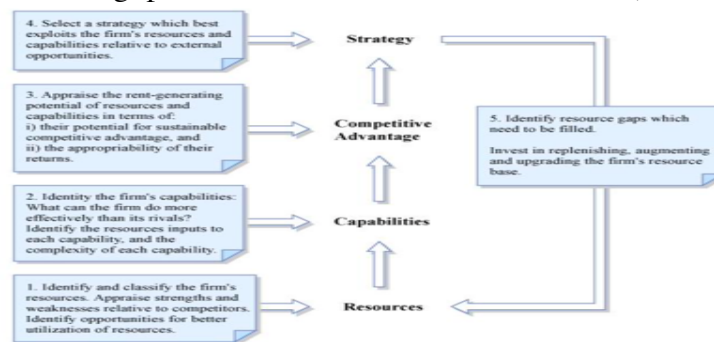 4. Select a strategy which best
exploits the firm's resources and
capabilities relative to external
opportunities.
Strategy
3. Appraise the rent-generating
potential of resources and
capabilities in terms of:
i) their potential for sustainable
competitive advantage, and
ii) the appropriability of their
returns.
Competitive
Advantage
5. Identify resource gaps which
need to be filled.
Invest in replenishing, augmenting
and upgrading the firm's resource
base.
2. Identity the firm's capabilities:
What can the firm do more
effectively than its rivals?
Identify the resources inputs to
each capability, and the
complexity of each capability.
Capabilities
1. Identify and classify the firm's
resources. Appraise strengths and
weaknesses relative to competitors.
Identify opportunities for better
utilization of resources.
Resources